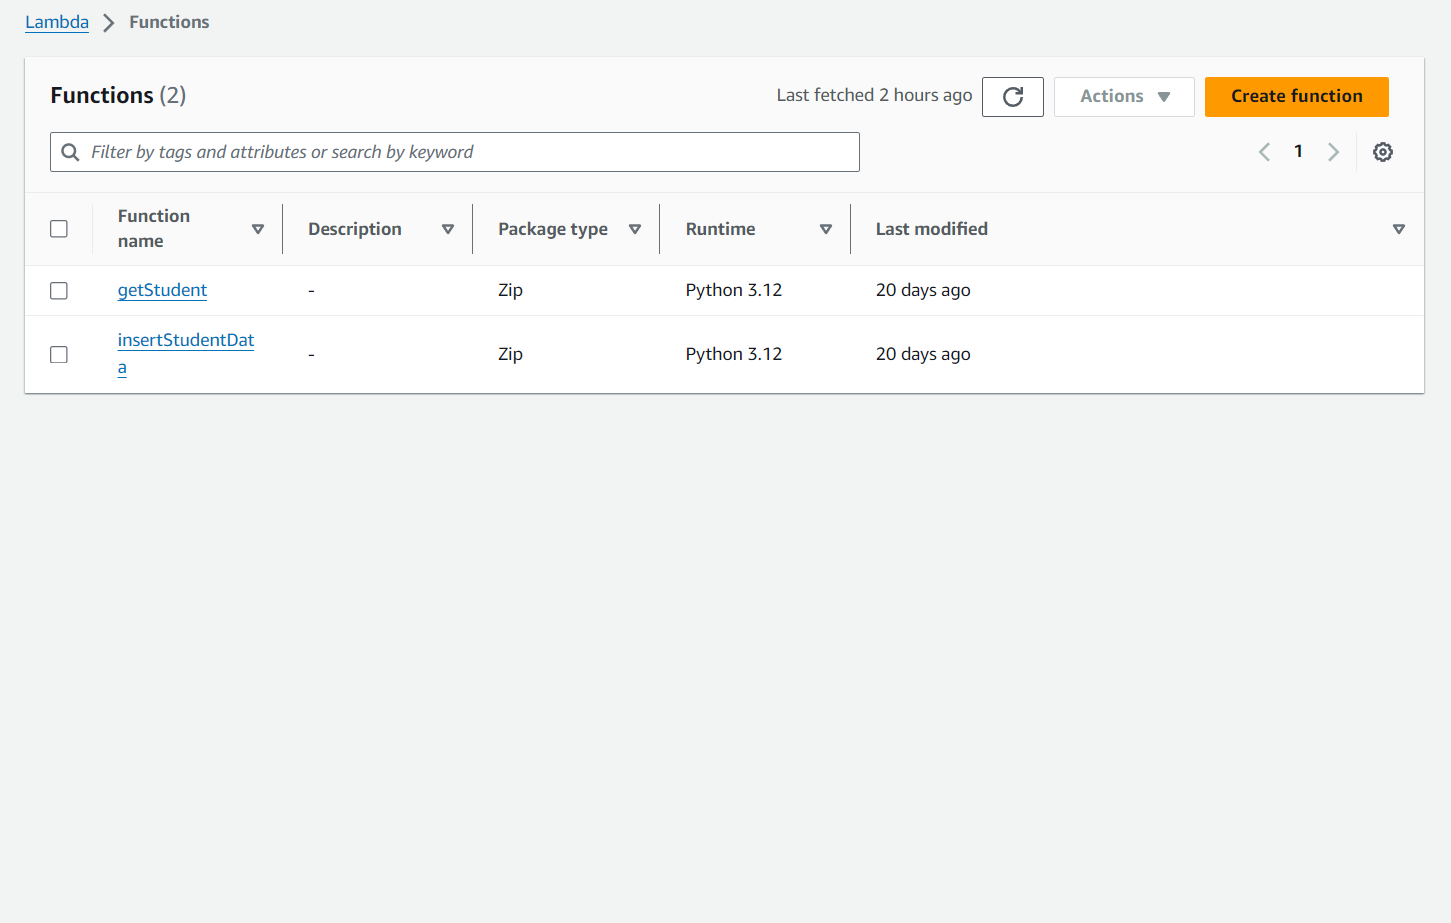 Lambda Functions
Functions (2)
Last fetched 2 hours ago
Actions
Create function
Filter by tags and attributes or search by keyword
1
Function
name
Description
Package type
Runtime
Last modified
getStudent - Zip Python 3.12 20 days ago
insertStudentDat
a
- Zip Python 3.12 20 days ago